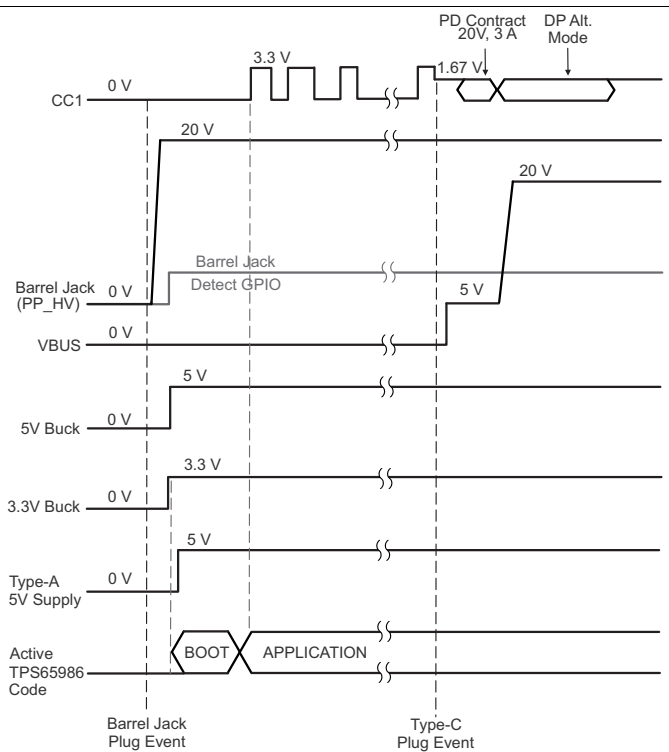 PD Contract
20V, 3 A
DP Alt.
Mode
3.3 V
1.67 V
0 V
CC1
20 V
20 V
Barrel Jack
Detect GPIO
Barrel Jack
(PP_HV)
0 V
5 V
0 V
VBUS
5 V
0 V
5V Buck
3.3 V
0 V
3.3V Buck
5 V
Type-A
5V Supply
0 V
Active
TPS65986
Code
BOOT
APPLICATION
Barrel Jack
Plug Event
Type-C
Plug Event